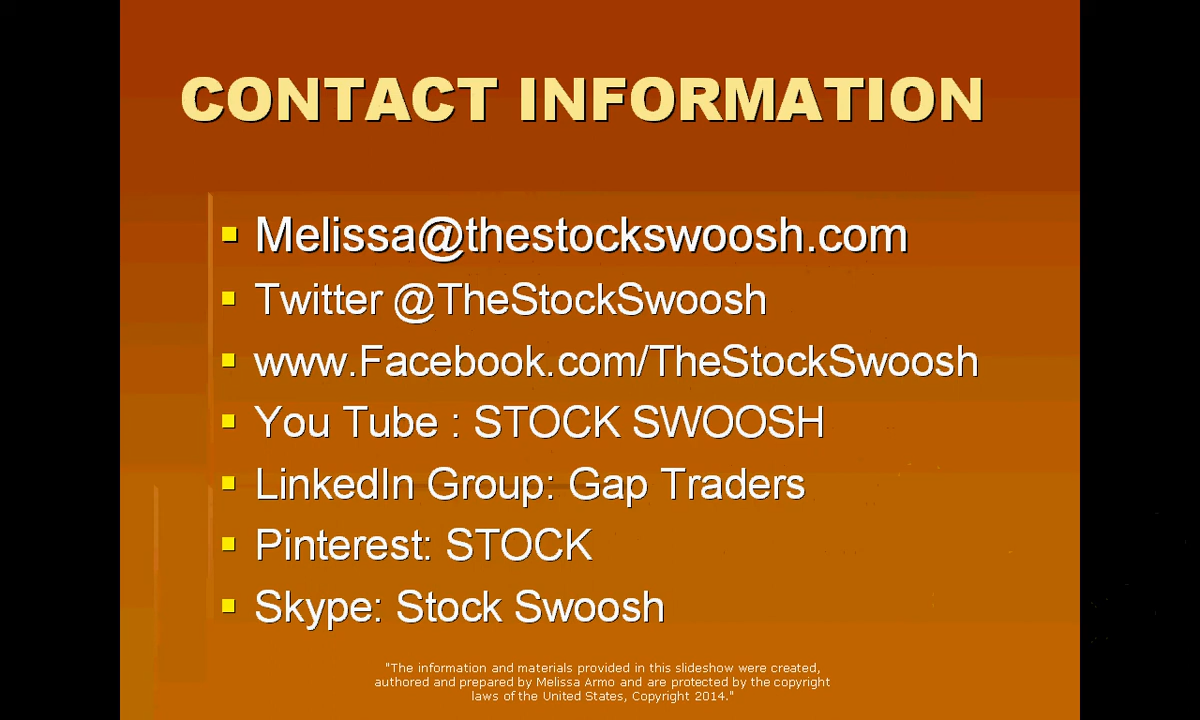 CONTACT INFORMATION
Melissa@thestockswoosh.com
Twitter @TheStockSwoosh
www.Facebook.com/TheStockSwoosh
You Tube : STOCK SWOOSH
LinkedIn Group: Gap Traders
Pinterest: STOCK
Skype: Stock Swoosh
"The information and materials provided in this slideshow were created,
authored and prepared by Melissa Armo and are protected by the copyright
laws of the United States, Copyright 2014."